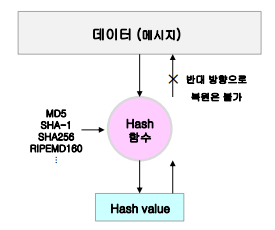 데이터 (메시지)
반대 방향으로
복원은 불가
MD5
SHA-1
SHA256
RIPEMD160
⋮
Hash
함수
Hash value